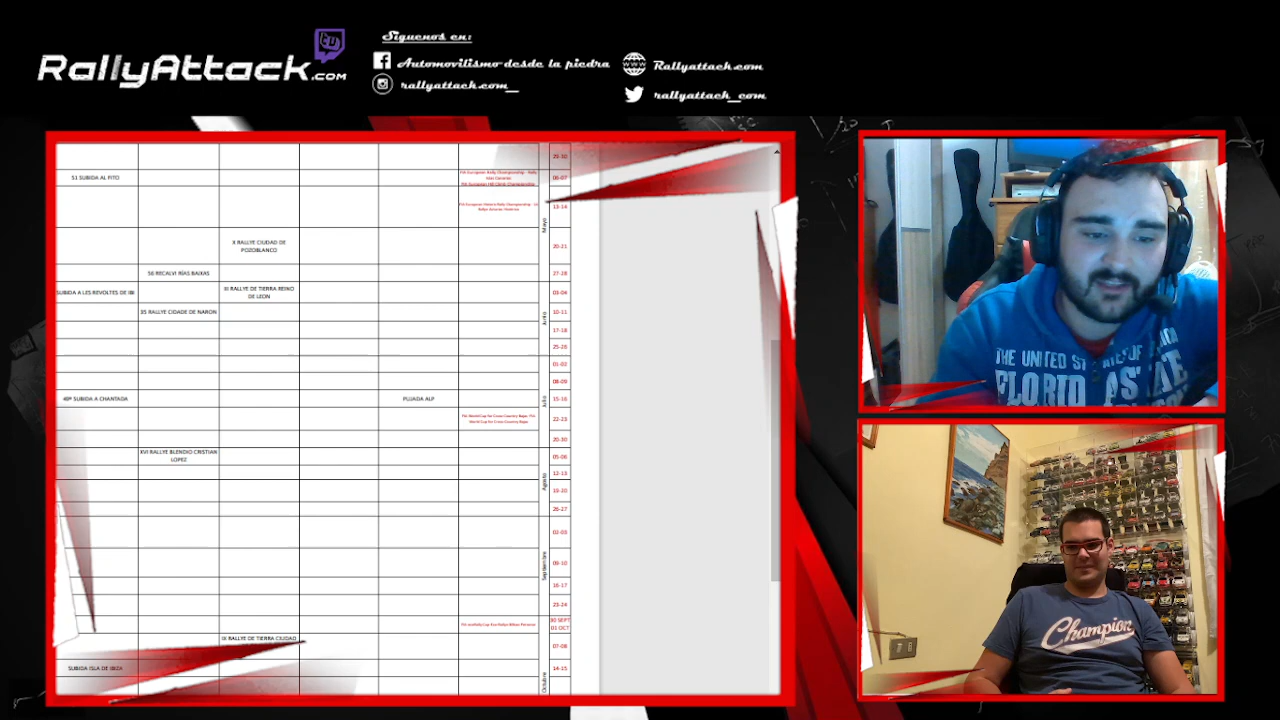 RallyAttack.com
Síguenos en:
Automovilismo desde la piedra
rallyattack.com_
Rallyattack.com
rallyattack_com
29-30
51 SUBIDA AL FITO
06-07
13-14
Mayo
X RALLYE CIUDAD DE
POZOBLANCO
20-21
56 RECALVI RÍAS BAIXAS
27-28
SUBIDA A LES REVOLTES DE IBI
III RALLYE DE TIERRA REINO
DE LEON
03-04
35 RALLYE CIDADE DE NARON
10-11
Junio
17-18
25-26
01-02
08-09
SUBIDA A CHANTADA
PUJADA ALP
15-16
Julio
22-23
XVI RALLYE BLENDIO CRISTIAN
LOPEZ
05-06
12-13
Agosto
19-20
26-27
02-03
09-10
Septiembre
16-17
23-24
30 SEPT
01 OCT
IX RALLYE DE TIERRA CIUDAD
07-08
SUBIDA ISLA DE IBIZA
14-15
Octubre
THE UNITED
Champion